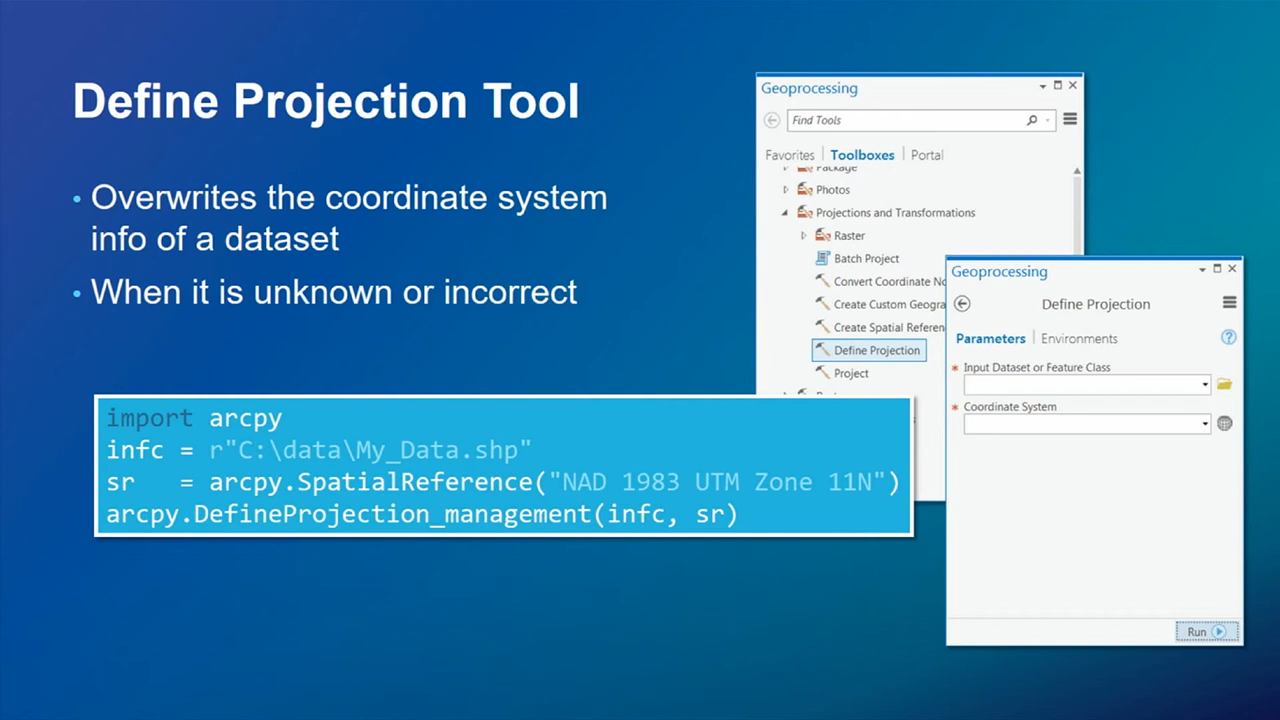 Define Projection Tool
• Overwrites the coordinate system
info of a dataset
• When it is unknown or incorrect
import arcpy
infc = r"C:\data\My_Data.shp"
sr   = arcpy.SpatialReference("NAD 1983 UTM Zone 11N")
arcpy.DefineProjection_management(infc, sr)
Geoprocessing
Find Tools
Favorites | Toolboxes | Portal
Package
Photos
Projections and Transformations
Raster
Batch Project
Convert Coordinate No
Create Custom Geogra
Create Spatial Referen
Define Projection
Project
Geoprocessing
Define Projection
Parameters | Environments
?
* Input Dataset or Feature Class
* Coordinate System
Run